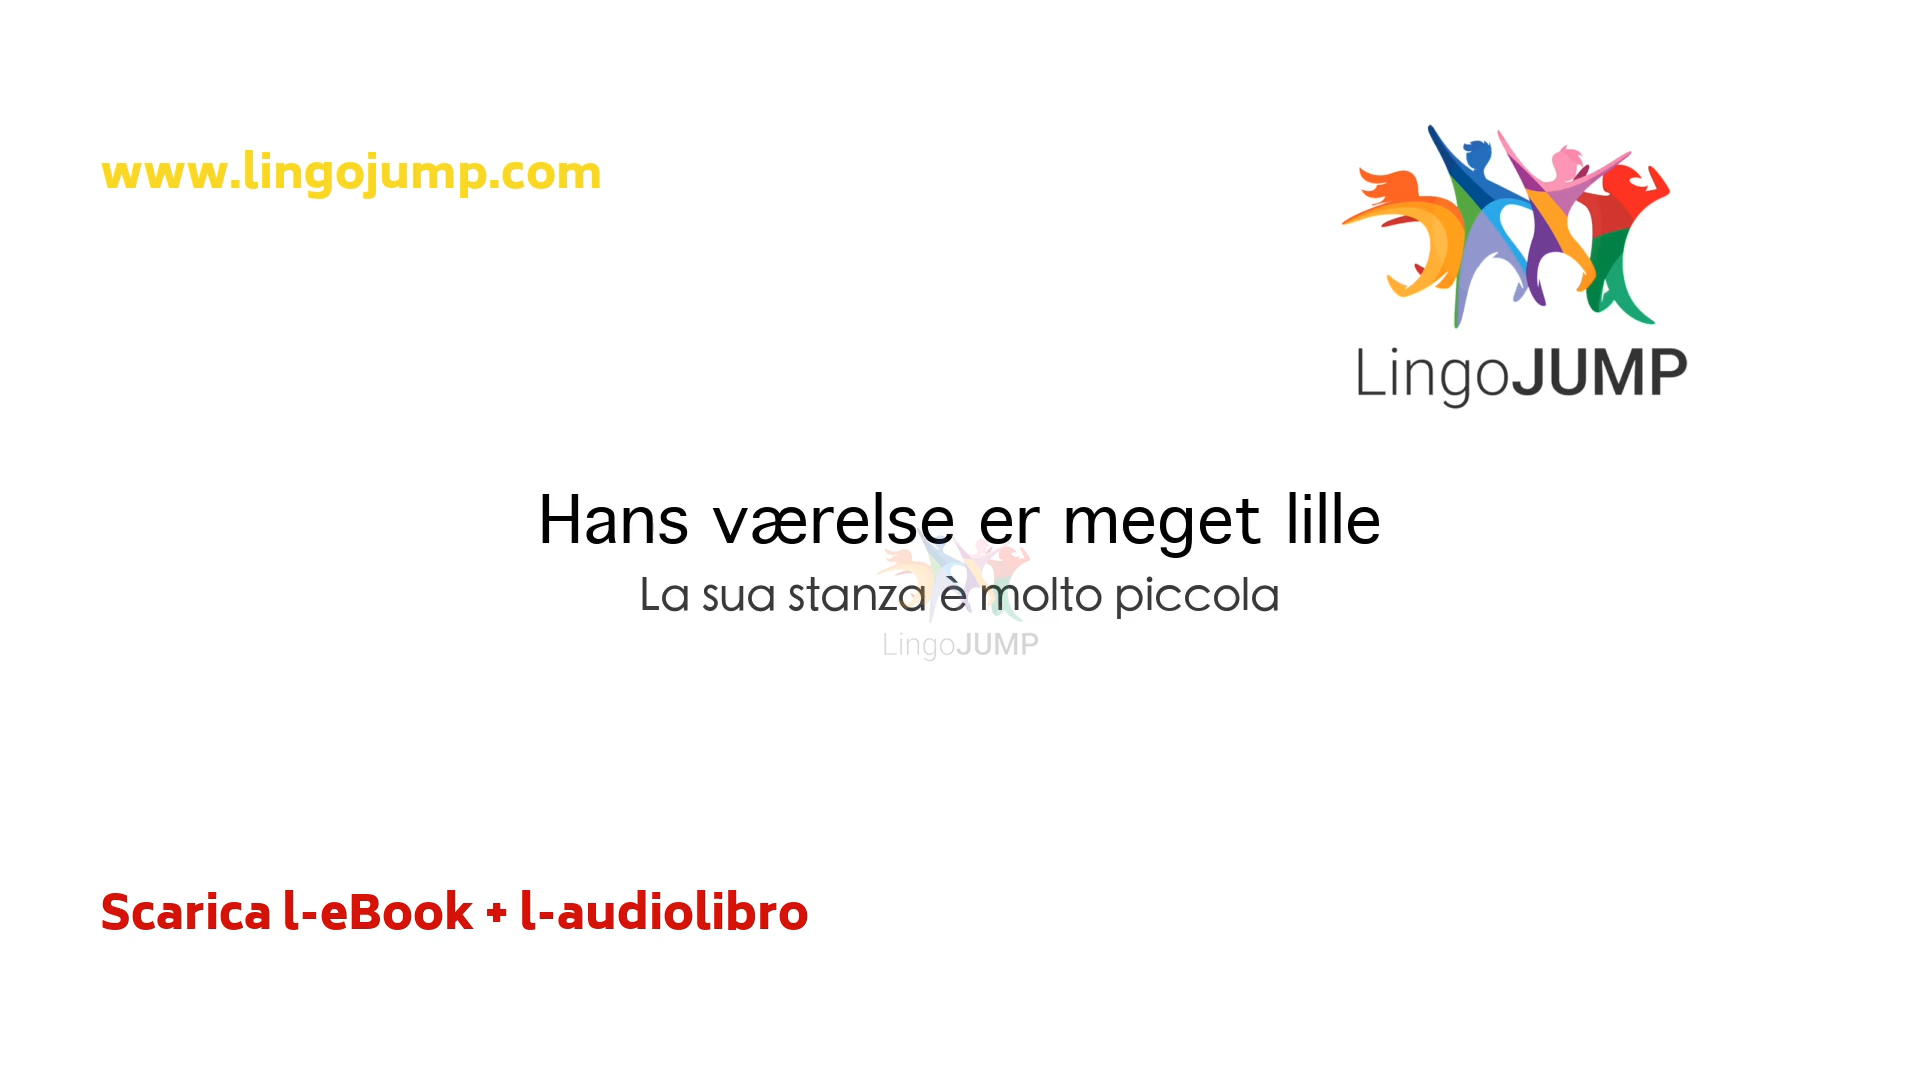 www.lingojump.com
LingoJUMP
Hans værelse er meget lille
La sua stanza è molto piccola
LingoJUMP
Scarica l-eBook + l-audiolibro